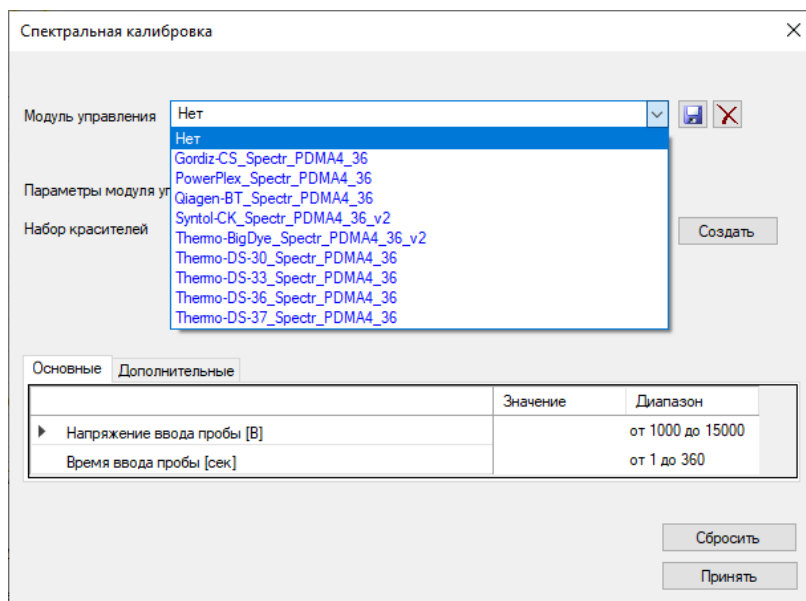 Спектральная калибровка
Модуль управления
Нет
Нет
Gordiz-CS_Spectr_PDMA4_36
PowerPlex_Spectr_PDMA4_36
Qiagen-BT_Spectr_PDMA4_36
Syntol-CK_Spectr_PDMA4_36_v2
Thermo-BigDye_Spectr_PDMA4_36_v2
Thermo-DS-30_Spectr_PDMA4_36
Thermo-DS-33_Spectr_PDMA4_36
Thermo-DS-36_Spectr_PDMA4_36
Thermo-DS-37_Spectr_PDMA4_36
Параметры модуля уп
Набор красителей
Создать
Основные Дополнительные
Значение Диапазон
Напряжение ввода пробы [В] от 1000 до 15000
Время ввода пробы [сек] от 1 до 360
Сбросить
Принять